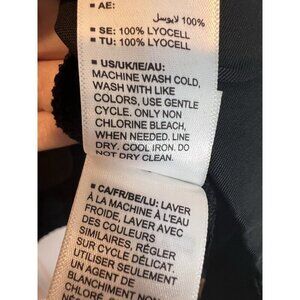 ▪ AE:
100% لايوسل
▪ SE: 100% LYOCELL
▪ TU: 100% LYOCELL
▪ US/UK/IE/AU:
MACHINE WASH COLD,
WASH WITH LIKE
COLORS, USE GENTLE
CYCLE. ONLY NON
CHLORINE BLEACH,
WHEN NEEDED. LINE
DRY. COOL IRON. DO
NOT DRY CLEAN.
▪ CA/FR/BE/LU: LAVER
À LA MACHINE À L'EAU
FROIDE, LAVER AVEC
DES COULEURS
SIMILAIRES, RÉGLER
SUR CYCLE DÉLICAT.
UTILISER SEULEMENT
UN AGENT DE
BLANCHIMENT NON